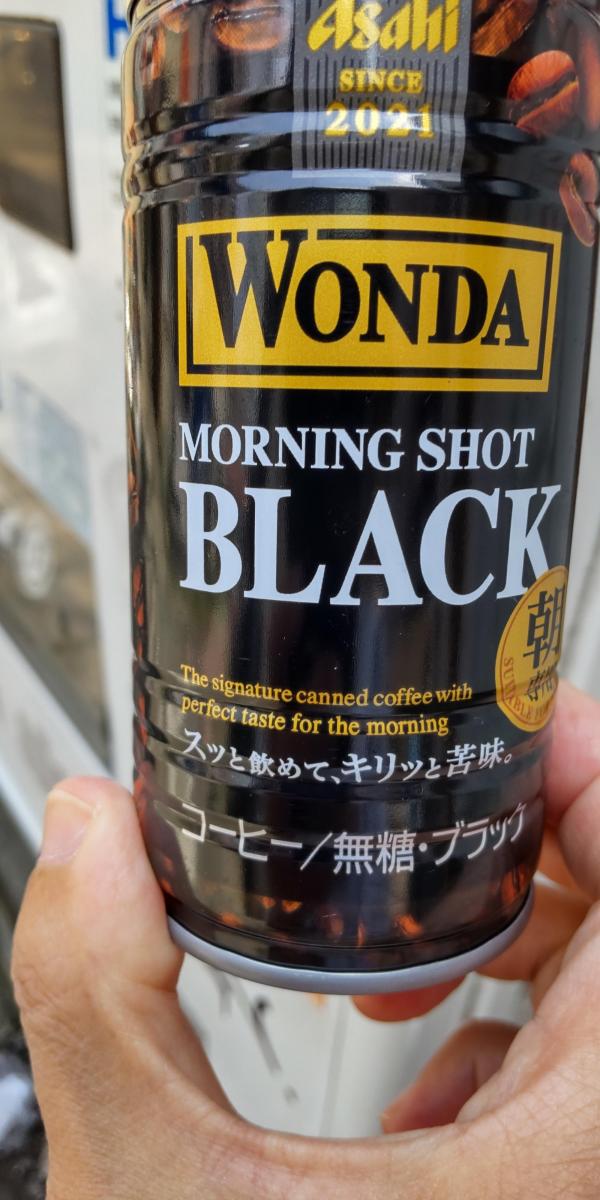 Asahi
SINCE
2021
WONDA
MORNING SHOT
BLACK
朝
The signature canned coffee with
perfect taste for the morning
スッと飲めて、キリッと苦味。
コーヒー/無糖・ブラック